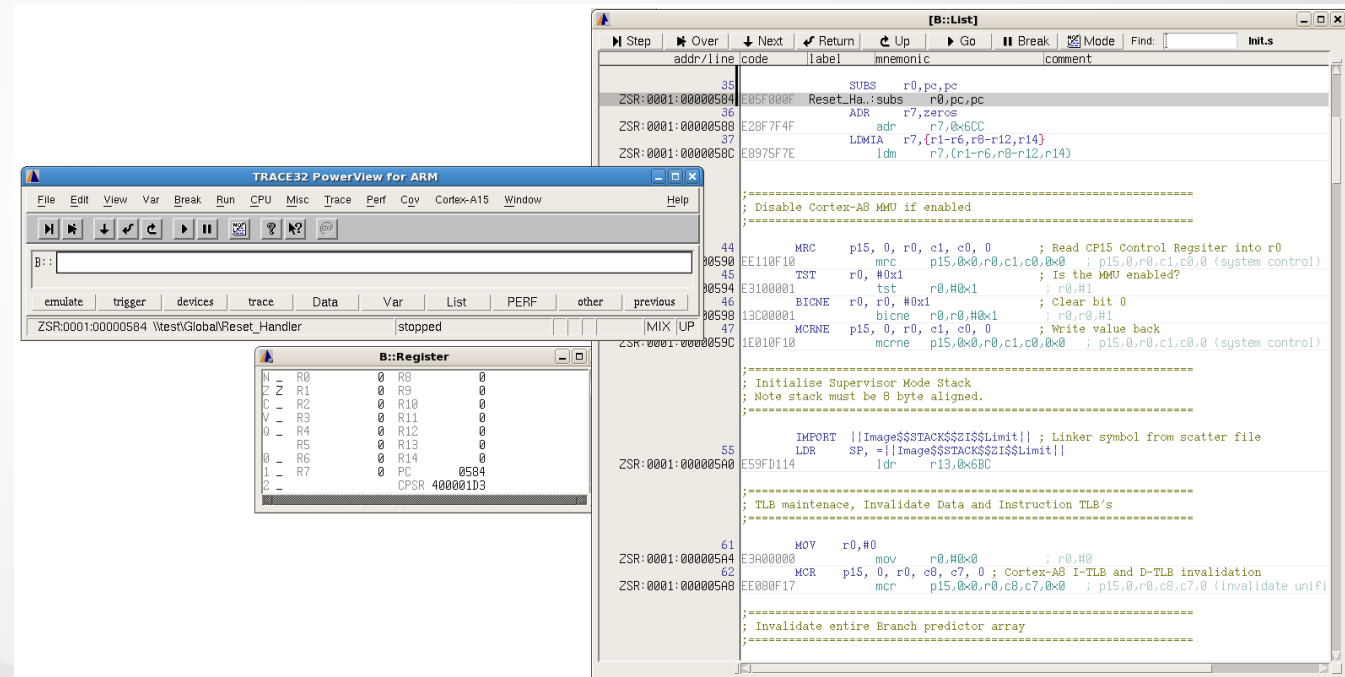 [B::List]
Step Over Next Return Up Go Break Mode Find: Init.s
addr/line code label mnemonic comment
35 SUBS r0,pc,pc
ZSR:0001:00000584 E05F000F Reset_Ha..: subs r0,pc,pc
36 ADR r7,zeros
ZSR:0001:00000588 E28F7F4F adr r7,0x6CC
37 LDMIA r7,{r1-r6,r8-r12,r14}
ZSR:0001:0000058C E8975F7E ldm r7,{r1-r6,r8-r12,r14}
;==================================================================
; Disable Cortex-A8 MMU if enabled
;==================================================================
44 MRC p15, 0, r0, c1, c0, 0 ; Read CP15 Control Regsiter into r0
00590 EE110F10 mrc p15,0x0,r0,c1,c0,0x0 ; p15,0,r0,c1,c0,0 (system control)
45 TST r0, #0x1 ; Is the MMU enabled?
00594 E3100001 tst r0,#0x1 ; r0,#1
46 BICNE r0, r0, #0x1 ; Clear bit 0
00598 13C00001 bicne r0,r0,#0x1 ; r0,r0,#1
47 MCRNE p15, 0, r0, c1, c0, 0 ; Write value back
ZSR:0001:0000059C 1E010F10 mcrne p15,0x0,r0,c1,c0,0x0 ; p15,0,r0,c1,c0,0 (system control)
;==================================================================
; Initialise Supervisor Mode Stack
; Note stack must be 8 byte aligned.
;==================================================================
IMPORT ||Image$$STACK$$ZI$$Limit|| ; Linker symbol from scatter file
55 LDR SP, =||Image$$STACK$$ZI$$Limit||
ZSR:0001:000005A0 E59FD114 ldr r13,0x6BC
;==================================================================
; TLB maintenace, Invalidate Data and Instruction TLB's
;==================================================================
61 MOV r0,#0
ZSR:0001:000005A4 E3A00000 mov r0,#0x0 ; r0,#0
62 MCR p15, 0, r0, c8, c7, 0 ; Cortex-A8 I-TLB and D-TLB invalidation
ZSR:0001:000005A8 EE080F17 mcr p15,0x0,r0,c8,c7,0x0 ; p15,0,r0,c8,c7,0 (invalidate unifi
;==================================================================
; Invalidate entire Branch predictor array
;==================================================================
TRACE32 PowerView for ARM
File Edit View Var Break Run CPU Misc Trace Perf Cov Cortex-A15 Window Help
B::
emulate trigger devices trace Data Var List PERF other previous
ZSR:0001:00000584 \\test\Global\Reset_Handler stopped MIX UP
B::Register
N _ R0 0 R8 0
Z Z R1 0 R9 0
C _ R2 0 R10 0
V _ R3 0 R11 0
Q _ R4 0 R12 0
R5 0 R13 0
0 _ R6 0 R14 0
1 _ R7 0 PC 0584
2 _ CPSR 400001D3